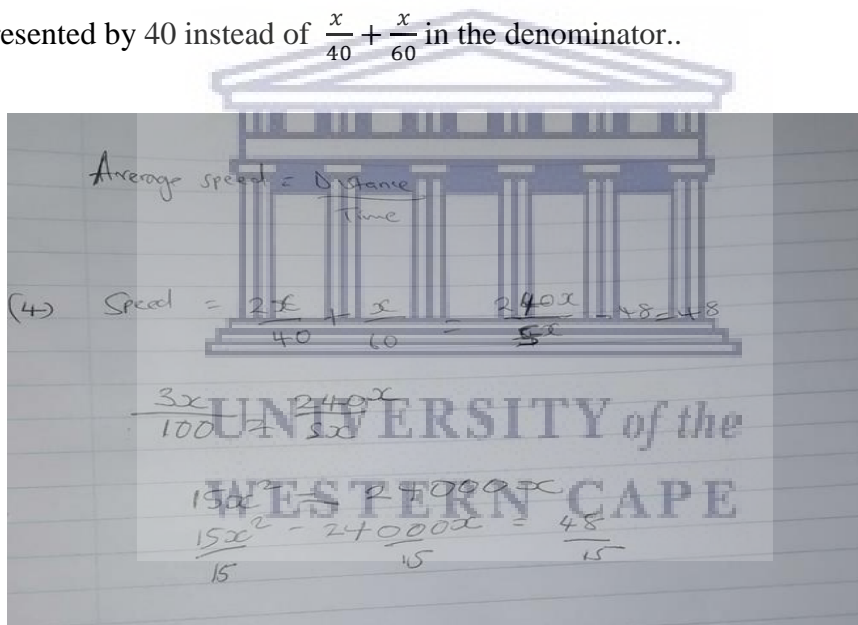 esented by 40 instead of x/40 + x/60 in the denominator..
Average speed = Distance/Time
(4) Speed = 2x/40 + x/60 = 240x/5x - 48 = 48
3x/100 = 240x/5x
15x² = 24000x
15x²/15 - 24000x/15 = 48/15
UNIVERSITY of the
WESTERN CAPE